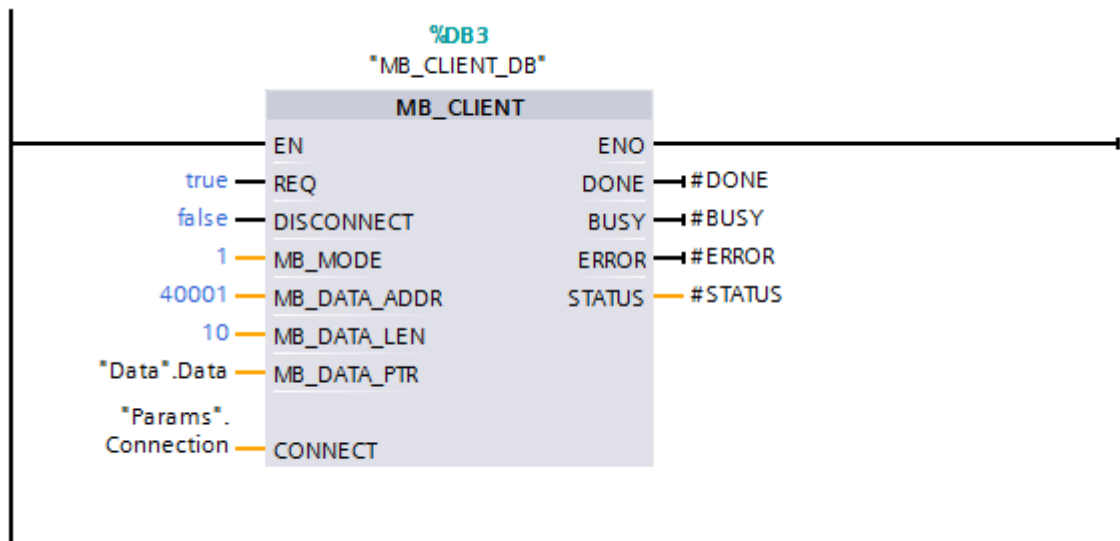 %DB3
"MB_CLIENT_DB"
MB_CLIENT
EN ENO
true REQ DONE #DONE
false DISCONNECT BUSY #BUSY
1 MB_MODE ERROR #ERROR
40001 MB_DATA_ADDR STATUS #STATUS
10 MB_DATA_LEN
"Data".Data MB_DATA_PTR
"Params".
Connection CONNECT